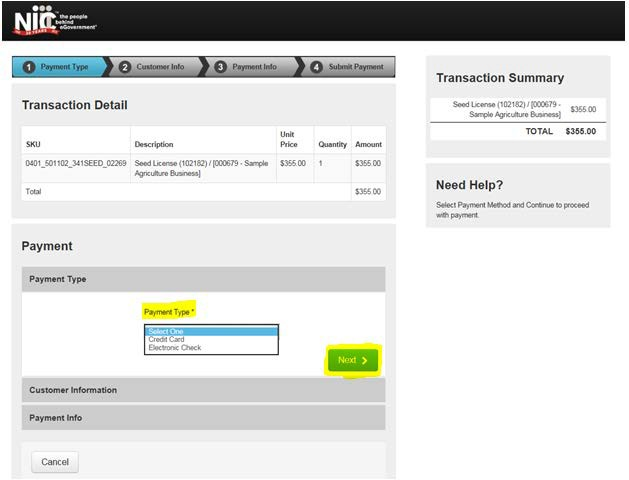 NIC the people
behind
eGovernment
20 YEARS
1 Payment Type 2 Customer Info 3 Payment Info 4 Submit Payment
Transaction Detail
SKU Description Unit Price Quantity Amount
0401_501102_341SEED_02269 Seed License (102182) / [000679 - Sample $355.00 1 $355.00
Agriculture Business]
Total $355.00
Transaction Summary
Seed License (102182) / [000679 - $355.00
Sample Agriculture Business]
TOTAL $355.00
Need Help?
Select Payment Method and Continue to proceed
with payment.
Payment
Payment Type
Payment Type *
Select One
Credit Card
Electronic Check
Next
Customer Information
Payment Info
Cancel